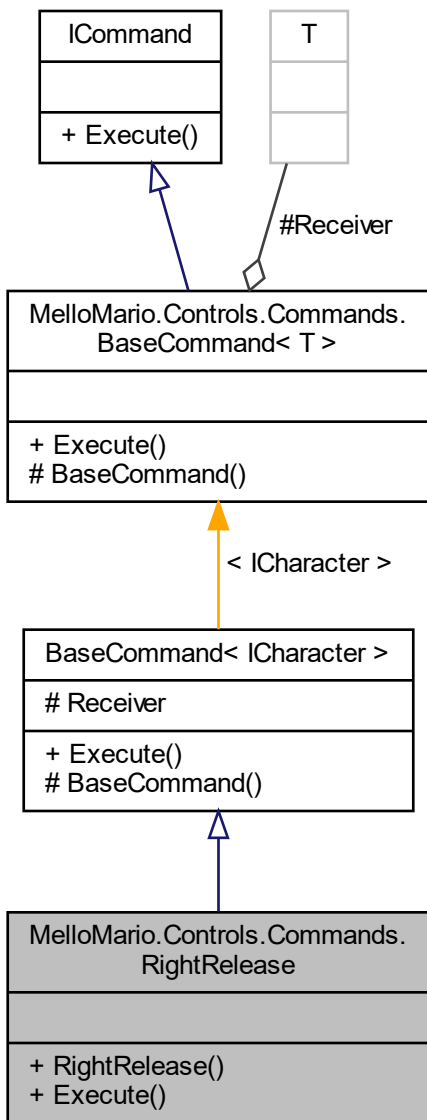 ICommand
+ Execute()
T
#Receiver
MelloMario.Controls.Commands.
BaseCommand< T >
+ Execute()
# BaseCommand()
< ICharacter >
BaseCommand< ICharacter >
# Receiver
+ Execute()
# BaseCommand()
MelloMario.Controls.Commands.
RightRelease
+ RightRelease()
+ Execute()